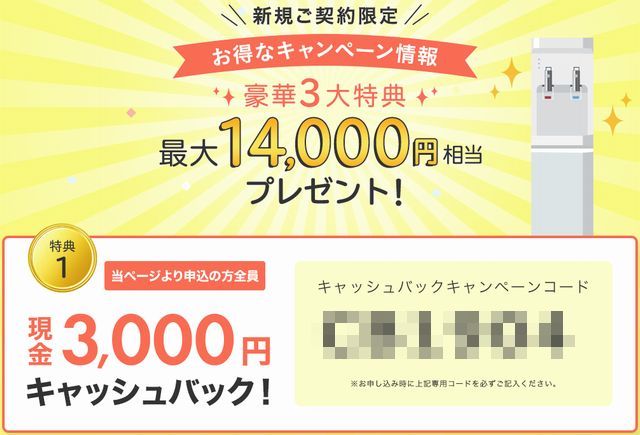 新規ご契約限定
お得なキャンペーン情報
豪華3大特典
最大14,000円相当
プレゼント!
特典
1
当ページより申込の方全員
現金3,000円
キャッシュバック!
キャッシュバックキャンペーンコード
※お申し込み時に上記専用コードを必ずご記入ください。